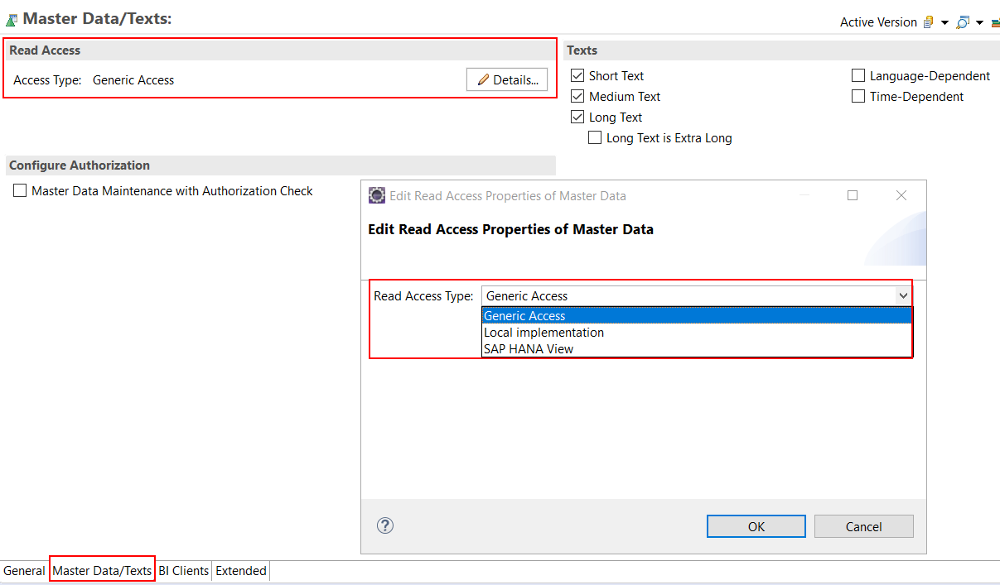 Master Data/Texts:
Active Version
Read Access
Access Type: Generic Access
Details...
Texts
Short Text
Medium Text
Long Text
Long Text is Extra Long
Language-Dependent
Time-Dependent
Configure Authorization
Master Data Maintenance with Authorization Check
Edit Read Access Properties of Master Data
Edit Read Access Properties of Master Data
Read Access Type: Generic Access
Generic Access
Local implementation
SAP HANA View
?
OK Cancel
General Master Data/Texts BI Clients Extended